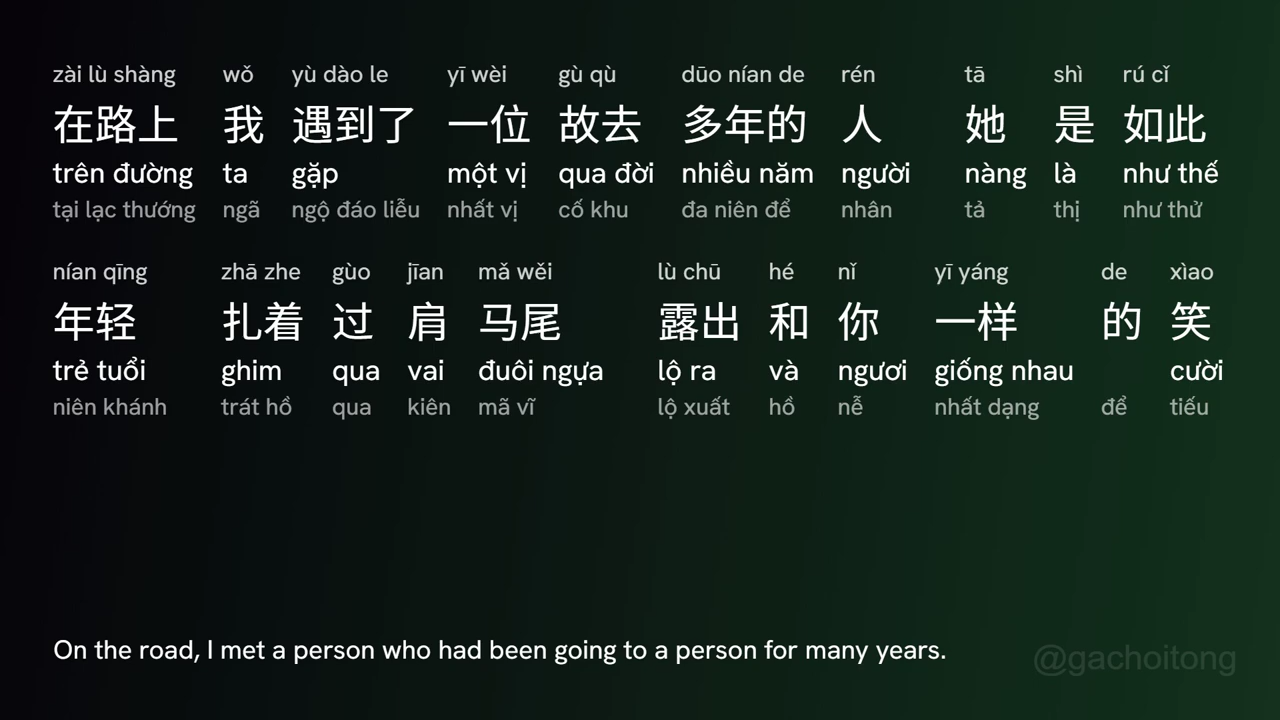 zài lù shàng wǒ yù dào le yī wèi gù qù dūo nían de rén tā shì rú cǐ
在路上 我 遇到了 一位 故去 多年的 人 她 是 如此
trên đường ta gặp một vị qua đời nhiều năm người nàng là như thế
tại lạc thướng ngã ngộ đáo liễu nhất vị cố khu đa niên để nhân tả thị như thử
nían qīng zhā zhe gùo jīan mǎ wěi lù chū hé nǐ yī yáng de xìao
年轻 扎着 过 肩 马尾 露出 和 你 一样 的 笑
trẻ tuổi ghim qua vai đuôi ngựa lộ ra và ngươi giống nhau cười
niên khánh trát hồ qua kiên mã vĩ lộ xuất hồ nễ nhất dạng để tiếu
On the road, I met a person who had been going to a person for many years.
@gachoitong